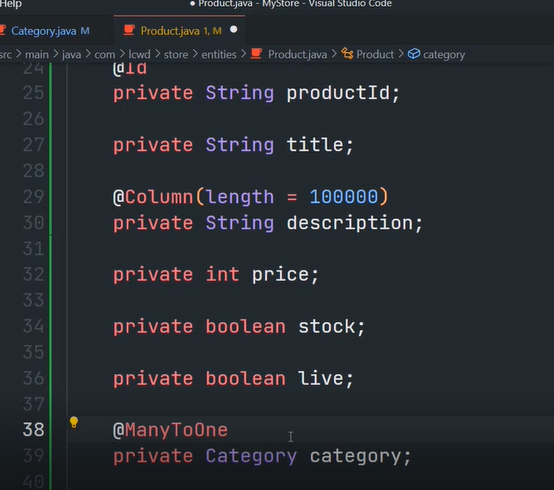 Help
● Product.java - MyStore - Visual Studio Code
Category.java M
Product.java 1, M ●
src > main > java > com > lcwd > store > entities > Product.java > Product > category
24 @Id
25 private String productId;
26
27 private String title;
28
29 @Column(length = 100000)
30 private String description;
31
32 private int price;
33
34 private boolean stock;
35
36 private boolean live;
37
38 @ManyToOne
39 private Category category;
40